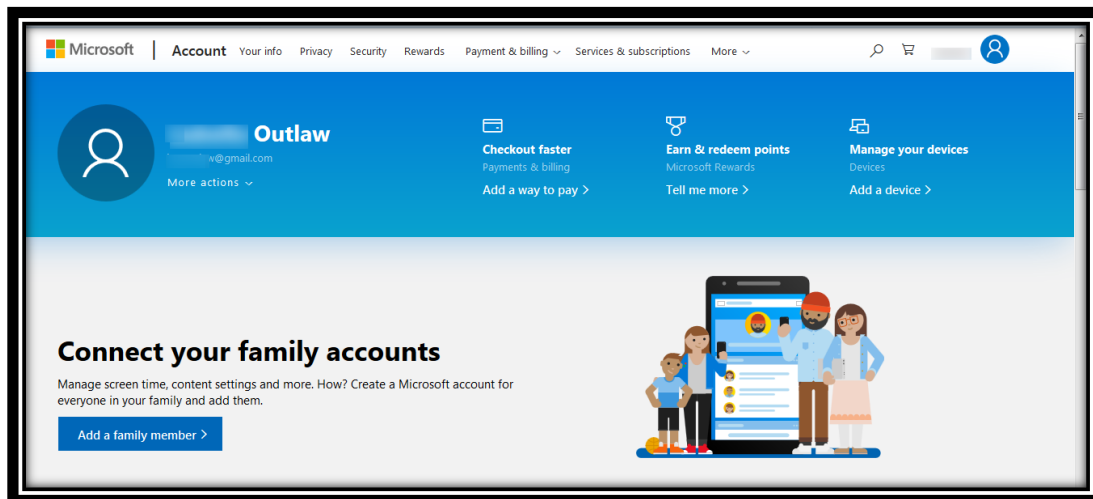 Microsoft Account Your info Privacy Security Rewards Payment & billing Services & subscriptions More
Outlaw
@gmail.com
More actions
Checkout faster
Payments & billing
Add a way to pay >
Earn & redeem points
Microsoft Rewards
Tell me more >
Manage your devices
Devices
Add a device >
Connect your family accounts
Manage screen time, content settings and more. How? Create a Microsoft account for
everyone in your family and add them.
Add a family member >